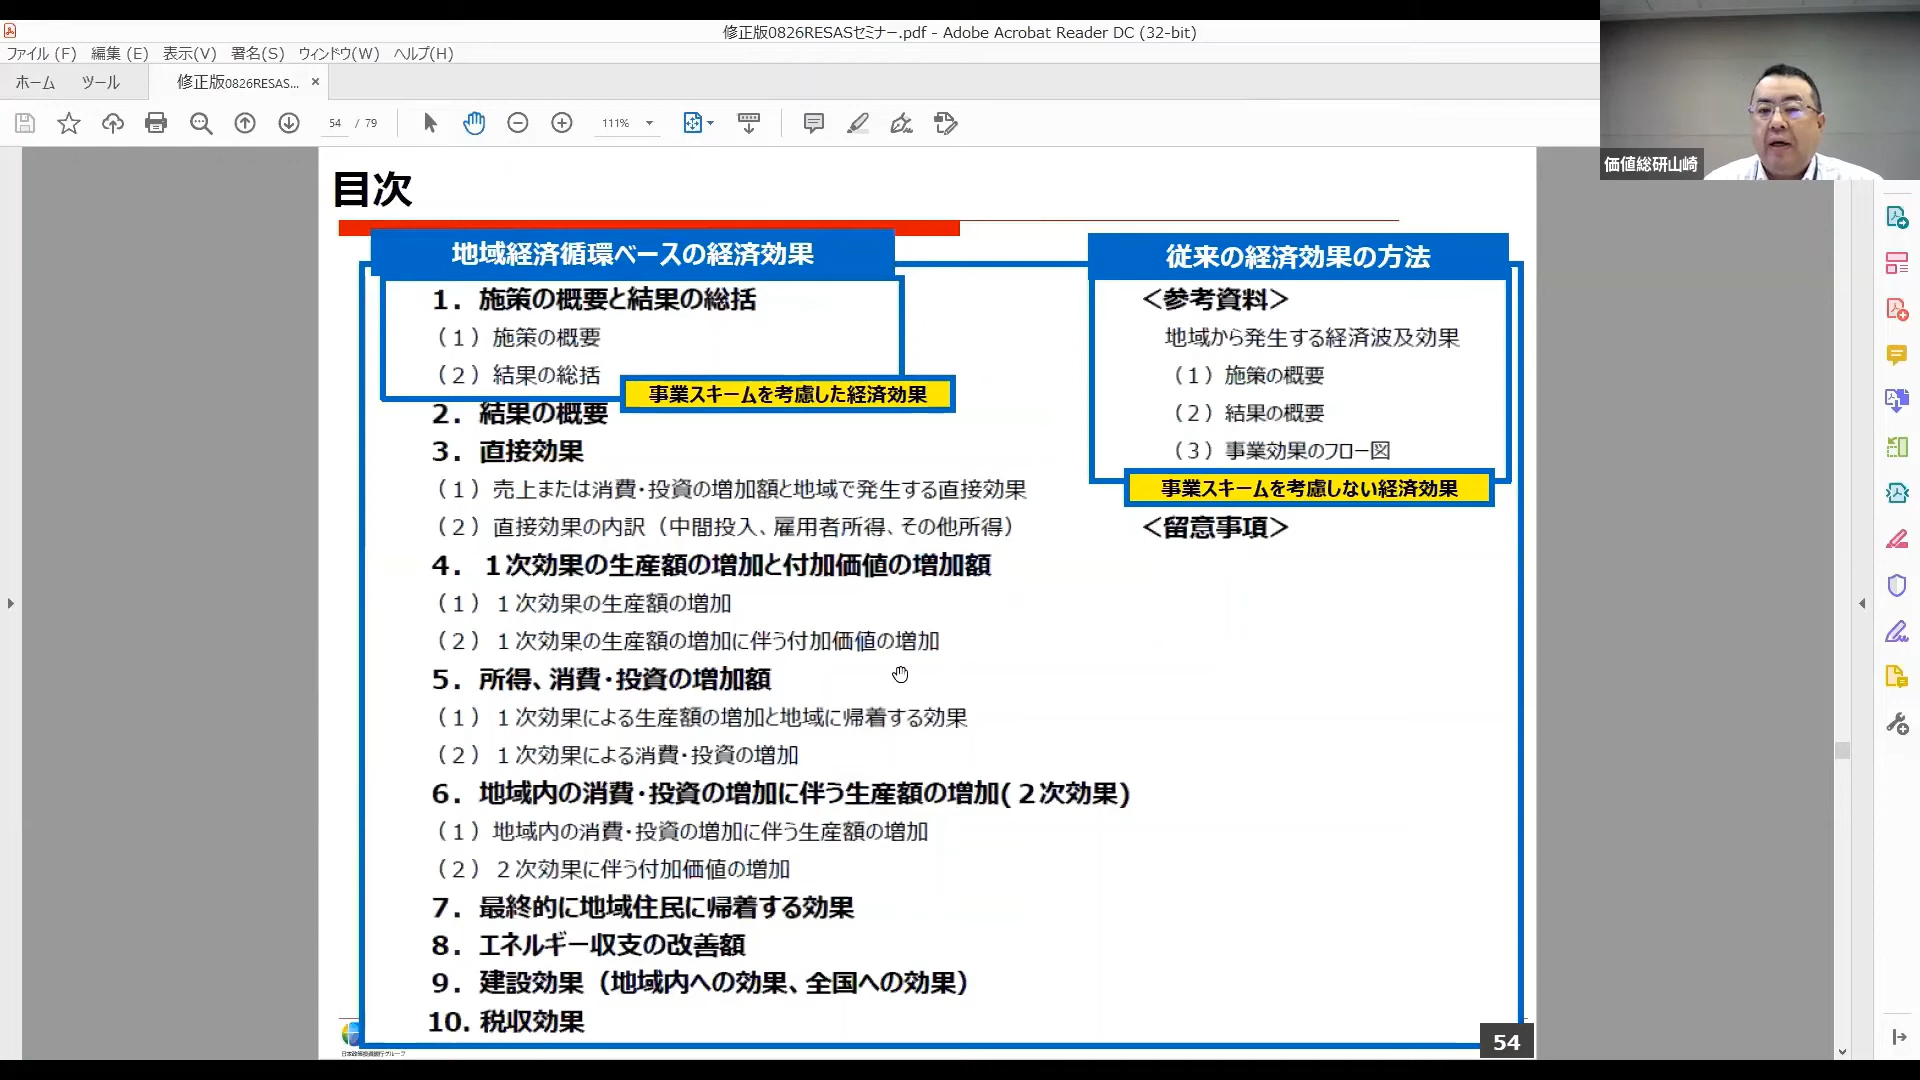 修正版0826RESASセミナー.pdf - Adobe Acrobat Reader DC (32-bit)
ファイル (F) 編集 (E) 表示(V) 署名(S) ウィンドウ(W) ヘルプ(H)
ホーム ツール 修正版0826RESAS... ×
54 / 79 111%
価値総研山崎
目次
地域経済循環ベースの経済効果
1．施策の概要と結果の総括
（1）施策の概要
（2）結果の総括
事業スキームを考慮した経済効果
2．結果の概要
3．直接効果
（1）売上または消費・投資の増加額と地域で発生する直接効果
（2）直接効果の内訳（中間投入、雇用者所得、その他所得）
4．１次効果の生産額の増加と付加価値の増加額
（1）１次効果の生産額の増加
（2）１次効果の生産額の増加に伴う付加価値の増加
5．所得、消費・投資の増加額
（1）１次効果による生産額の増加と地域に帰着する効果
（2）１次効果による消費・投資の増加
6．地域内の消費・投資の増加に伴う生産額の増加(２次効果)
（1）地域内の消費・投資の増加に伴う生産額の増加
（2）２次効果に伴う付加価値の増加
7．最終的に地域住民に帰着する効果
8．エネルギー収支の改善額
9．建設効果（地域内への効果、全国への効果）
10．税収効果
従来の経済効果の方法
＜参考資料＞
地域から発生する経済波及効果
（1）施策の概要
（2）結果の概要
（3）事業効果のフロー図
事業スキームを考慮しない経済効果
＜留意事項＞
日本政策投資銀行グループ
54